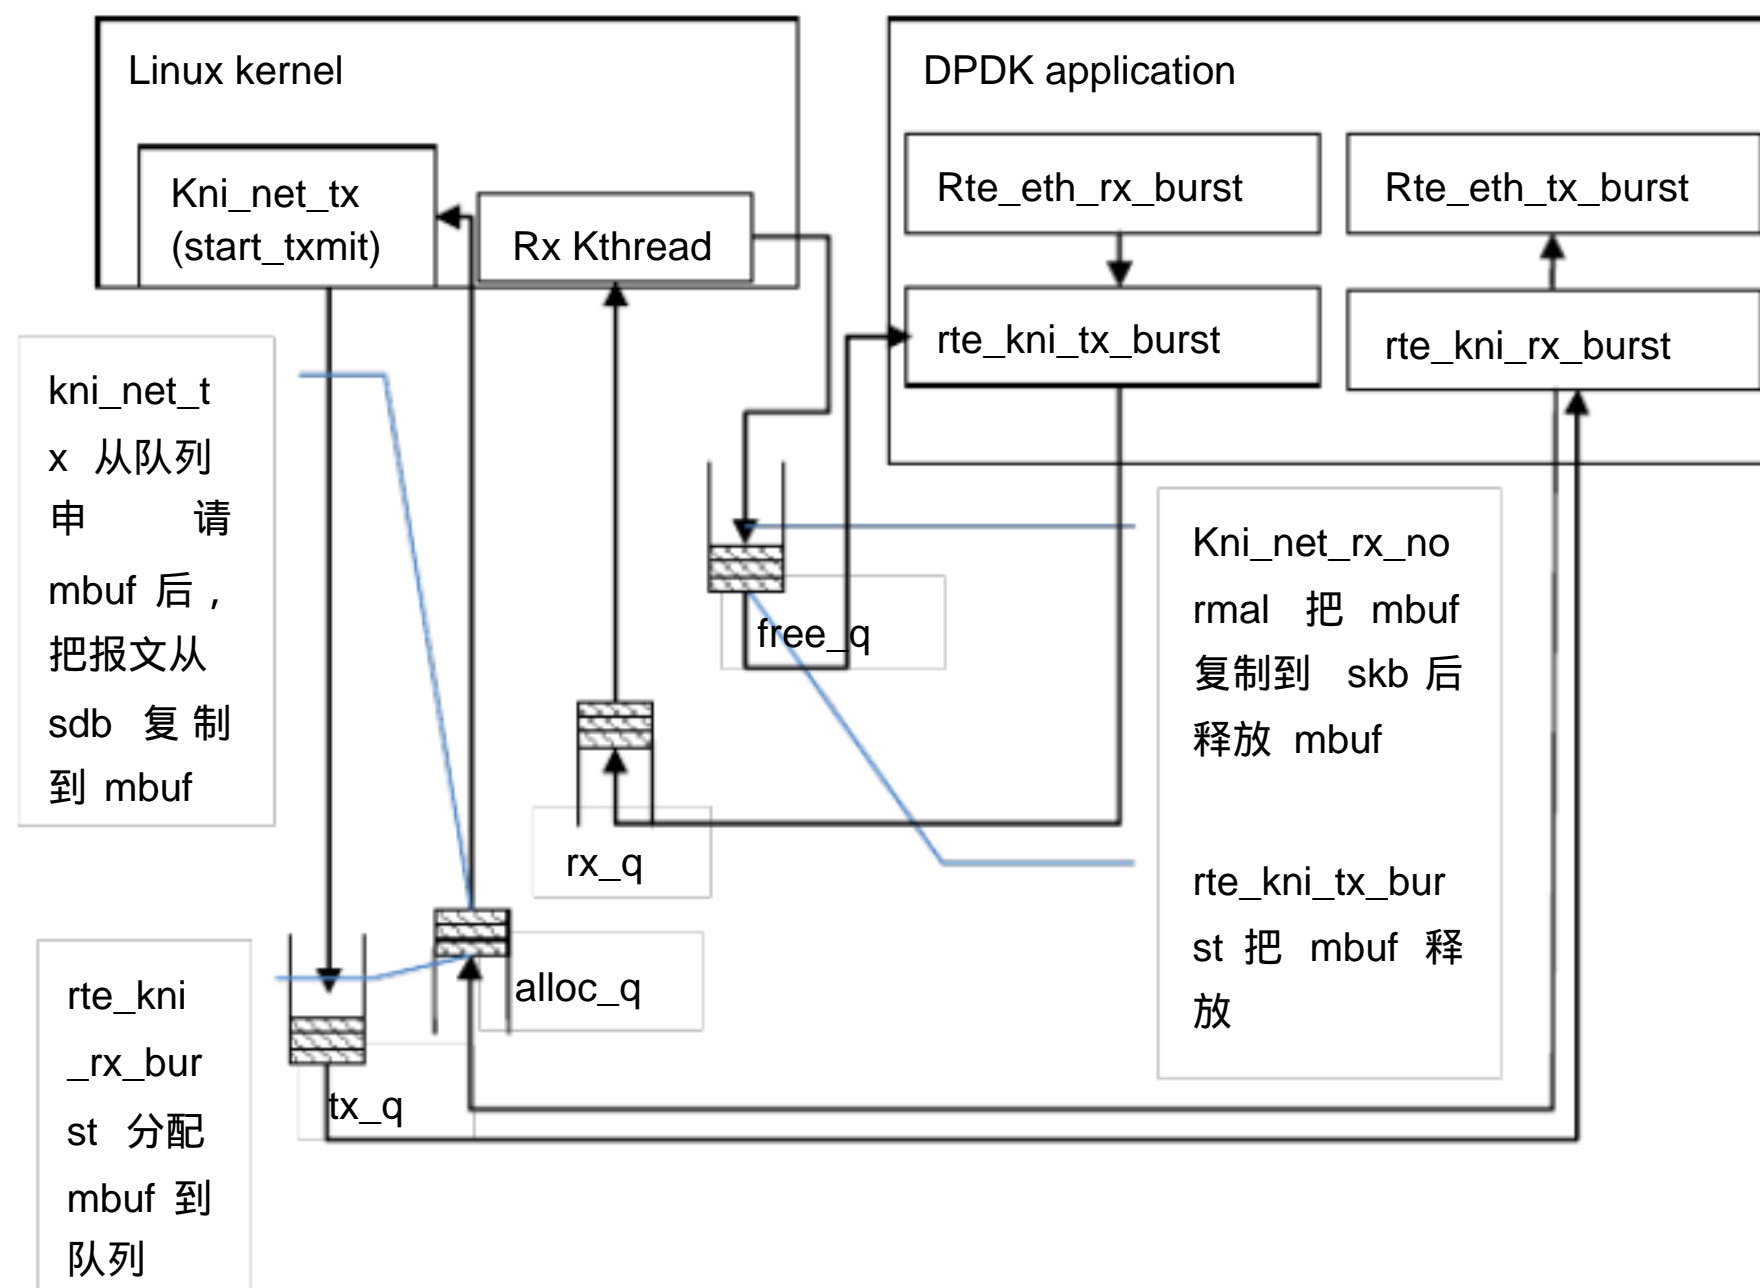 Linux kernel
DPDK application
Kni_net_tx
(start_txmit)
Rx Kthread
Rte_eth_rx_burst
Rte_eth_tx_burst
rte_kni_tx_burst
rte_kni_rx_burst
kni_net_t
x 从队列
申 请
mbuf 后，
把报文从
sdb 复 制
到 mbuf
free_q
Kni_net_rx_no
rmal 把 mbuf
复制到 skb 后
释放 mbuf
rte_kni_tx_bur
st 把 mbuf 释
放
rx_q
alloc_q
tx_q
rte_kni
_rx_bur
st 分配
mbuf 到
队列